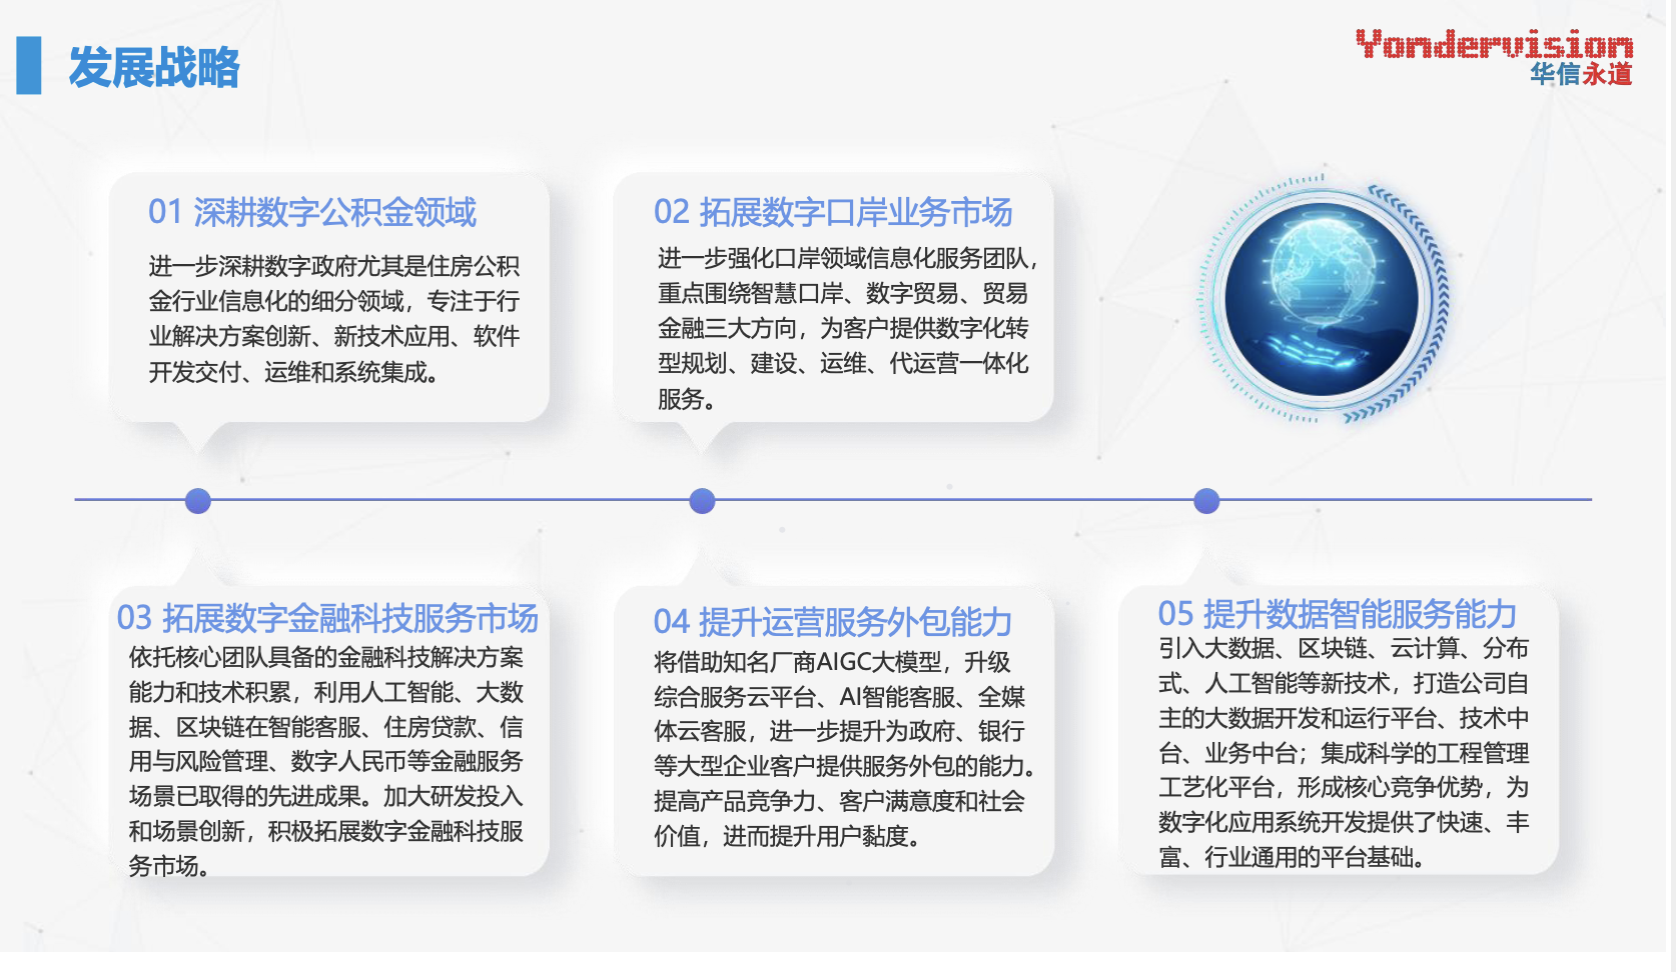 发展战略
Yondervision
华信永道
01 深耕数字公积金领域
进一步深耕数字政府尤其是住房公积
金行业信息化的细分领域，专注于行
业解决方案创新、新技术应用、软件
开发交付、运维和系统集成。
02 拓展数字口岸业务市场
进一步强化口岸领域信息化服务团队，
重点围绕智慧口岸、数字贸易、贸易
金融三大方向，为客户提供数字化转
型规划、建设、运维、代运营一体化
服务。
03 拓展数字金融科技服务市场
依托核心团队具备的金融科技解决方案
能力和技术积累，利用人工智能、大数
据、区块链在智能客服、住房贷款、信
用与风险管理、数字人民币等金融服务
场景已取得的先进成果。加大研发投入
和场景创新，积极拓展数字金融科技服
务市场。
04 提升运营服务外包能力
将借助知名厂商AIGC大模型，升级
综合服务云平台、AI智能客服、全媒
体云客服，进一步提升为政府、银行
等大型企业客户提供服务外包的能力。
提高产品竞争力、客户满意度和社会
价值，进而提升用户黏度。
05 提升数据智能服务能力
引入大数据、区块链、云计算、分布
式、人工智能等新技术，打造公司自
主的大数据开发和运行平台、技术中
台、业务中台；集成科学的工程管理
工艺化平台，形成核心竞争优势，为
数字化应用系统开发提供了快速、丰
富、行业通用的平台基础。